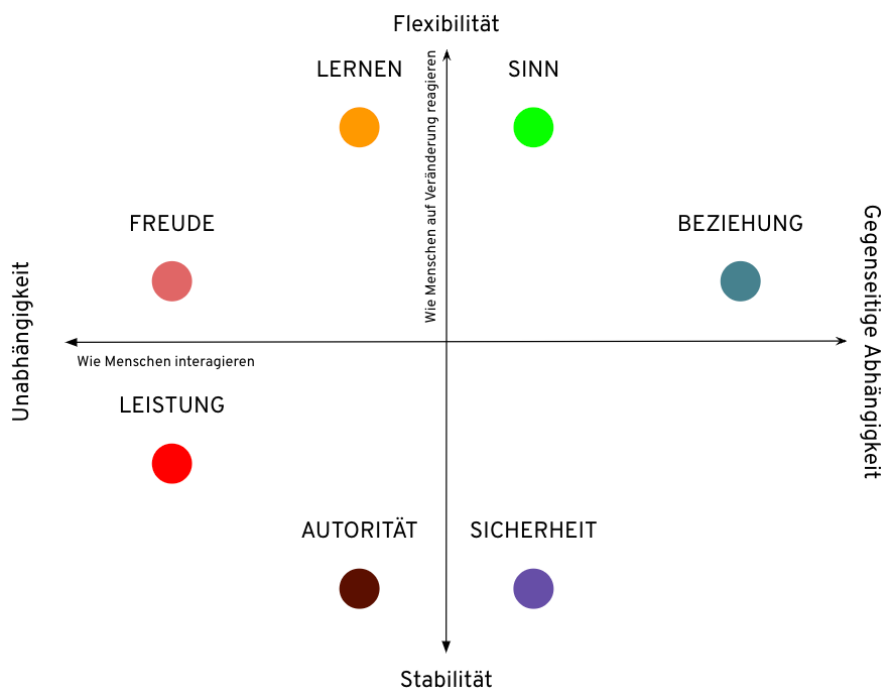 Flexibilität
LERNEN
SINN
Wie Menschen auf Veränderung reagieren
FREUDE
BEZIEHUNG
Unabhängigkeit
Gegenseitige Abhängigkeit
Wie Menschen interagieren
LEISTUNG
AUTORITÄT
SICHERHEIT
Stabilität